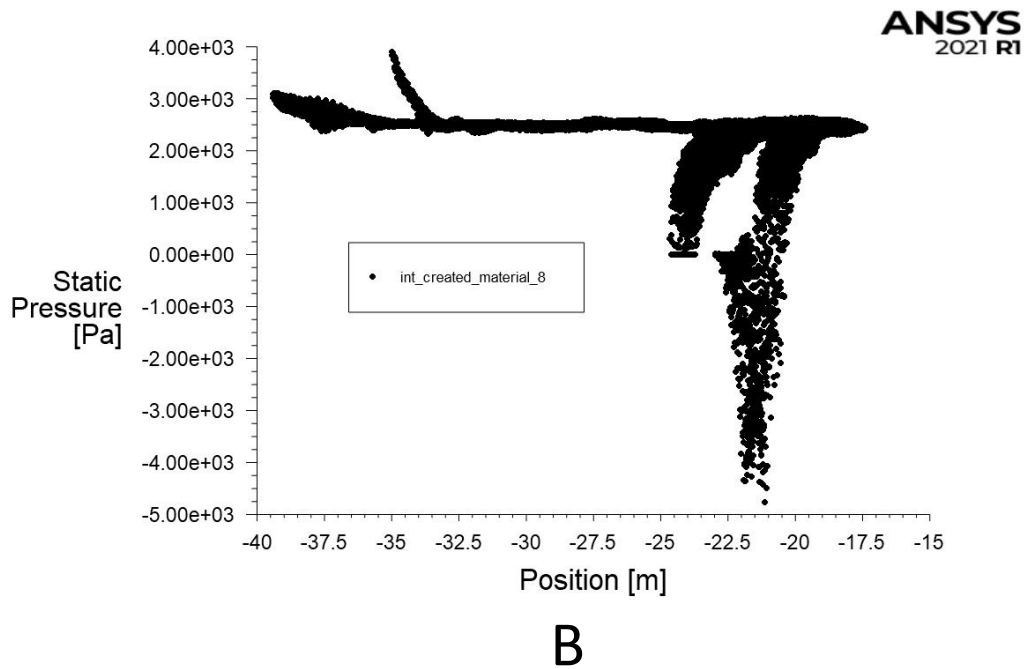 ANSYS
2021 R1
4.00e+03
3.00e+03
2.00e+03
1.00e+03
0.00e+00
-1.00e+03
-2.00e+03
-3.00e+03
-4.00e+03
-5.00e+03
Static
Pressure
[Pa]
int_created_material_8
-40 -37.5 -35 -32.5 -30 -27.5 -25 -22.5 -20 -17.5 -15
Position [m]
B